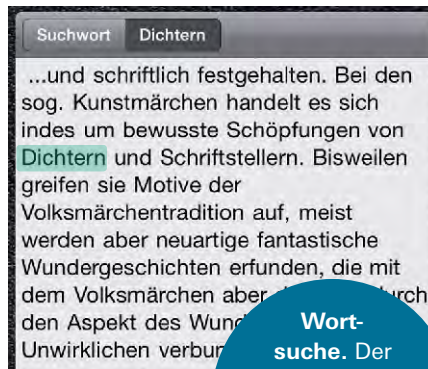 Suchwort Dichtern
...und schriftlich festgehalten. Bei den
sog. Kunstmärchen handelt es sich
indes um bewusste Schöpfungen von
Dichtern und Schriftstellern. Bisweilen
greifen sie Motive der
Volksmärchentradition auf, meist
werden aber neuartige fantastische
Wundergeschichten erfunden, die mit
dem Volksmärchen aber
den Aspekt des
Unwirklichen
Wort-
suche. Der